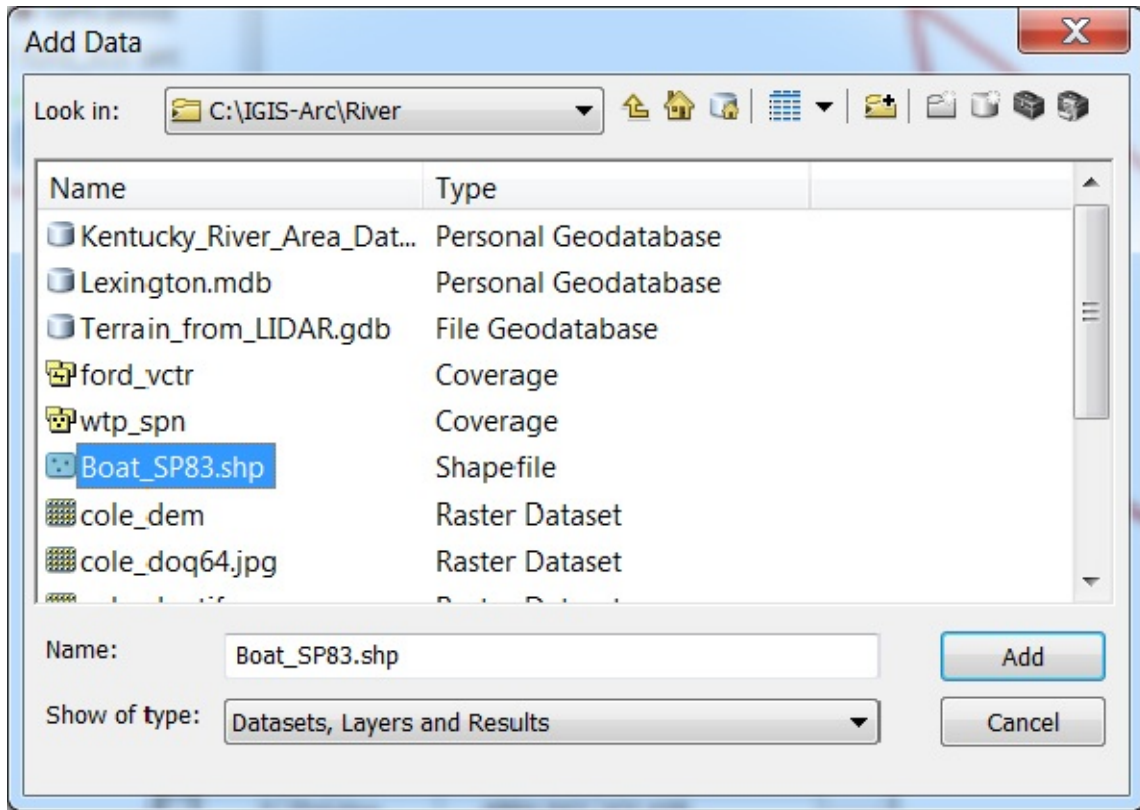 Add Data
Look in: C:\IGIS-Arc\River
Name Type
Kentucky_River_Area_Dat... Personal Geodatabase
Lexington.mdb Personal Geodatabase
Terrain_from_LIDAR.gdb File Geodatabase
ford_vctr Coverage
wtp_spn Coverage
Boat_SP83.shp Shapefile
cole_dem Raster Dataset
cole_doq64.jpg Raster Dataset
Name: Boat_SP83.shp Add
Show of type: Datasets, Layers and Results Cancel